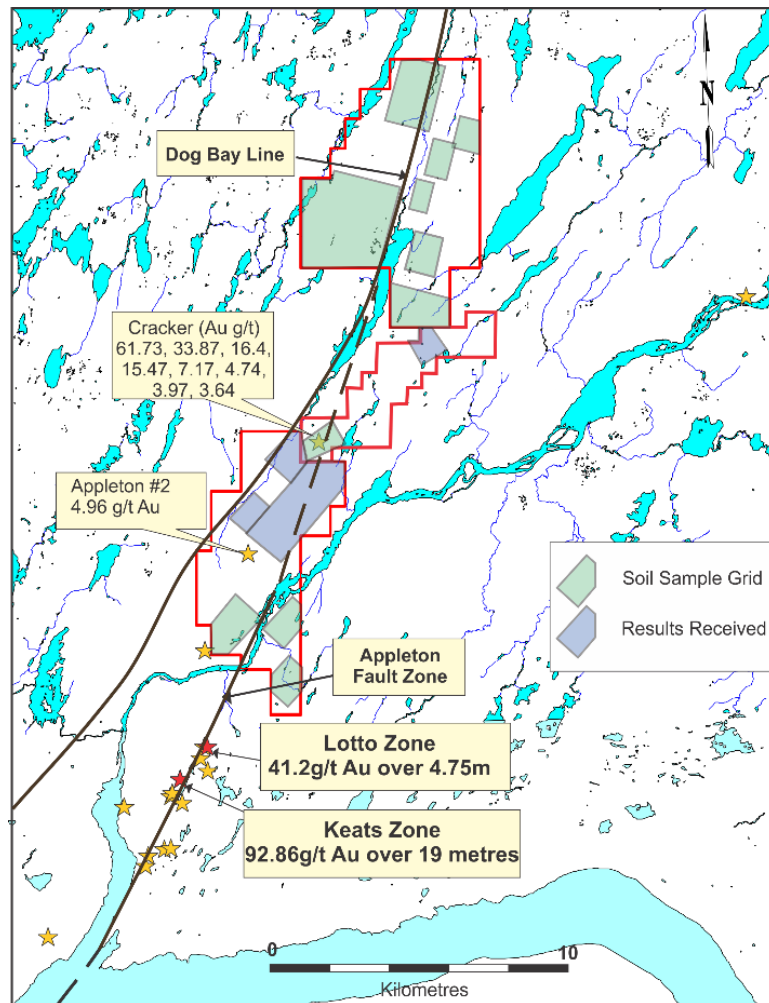 N
Dog Bay Line
Cracker (Au g/t)
61.73, 33.87, 16.4,
15.47, 7.17, 4.74,
3.97, 3.64
Appleton #2
4.96 g/t Au
Soil Sample Grid
Results Received
Appleton
Fault Zone
Lotto Zone
41.2g/t Au over 4.75m
Keats Zone
92.86g/t Au over 19 metres
0
10
Kilometres